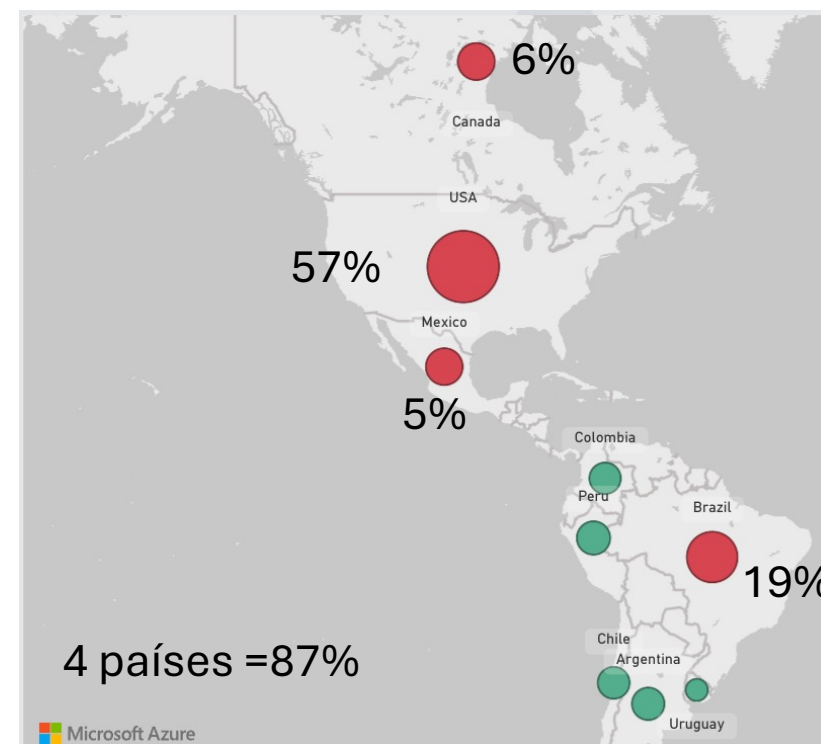 6%
Canada
USA
57%
Mexico
5%
Colombia
Peru
Brazil
19%
Chile
4 países =87%
Argentina
Uruguay
Microsoft Azure